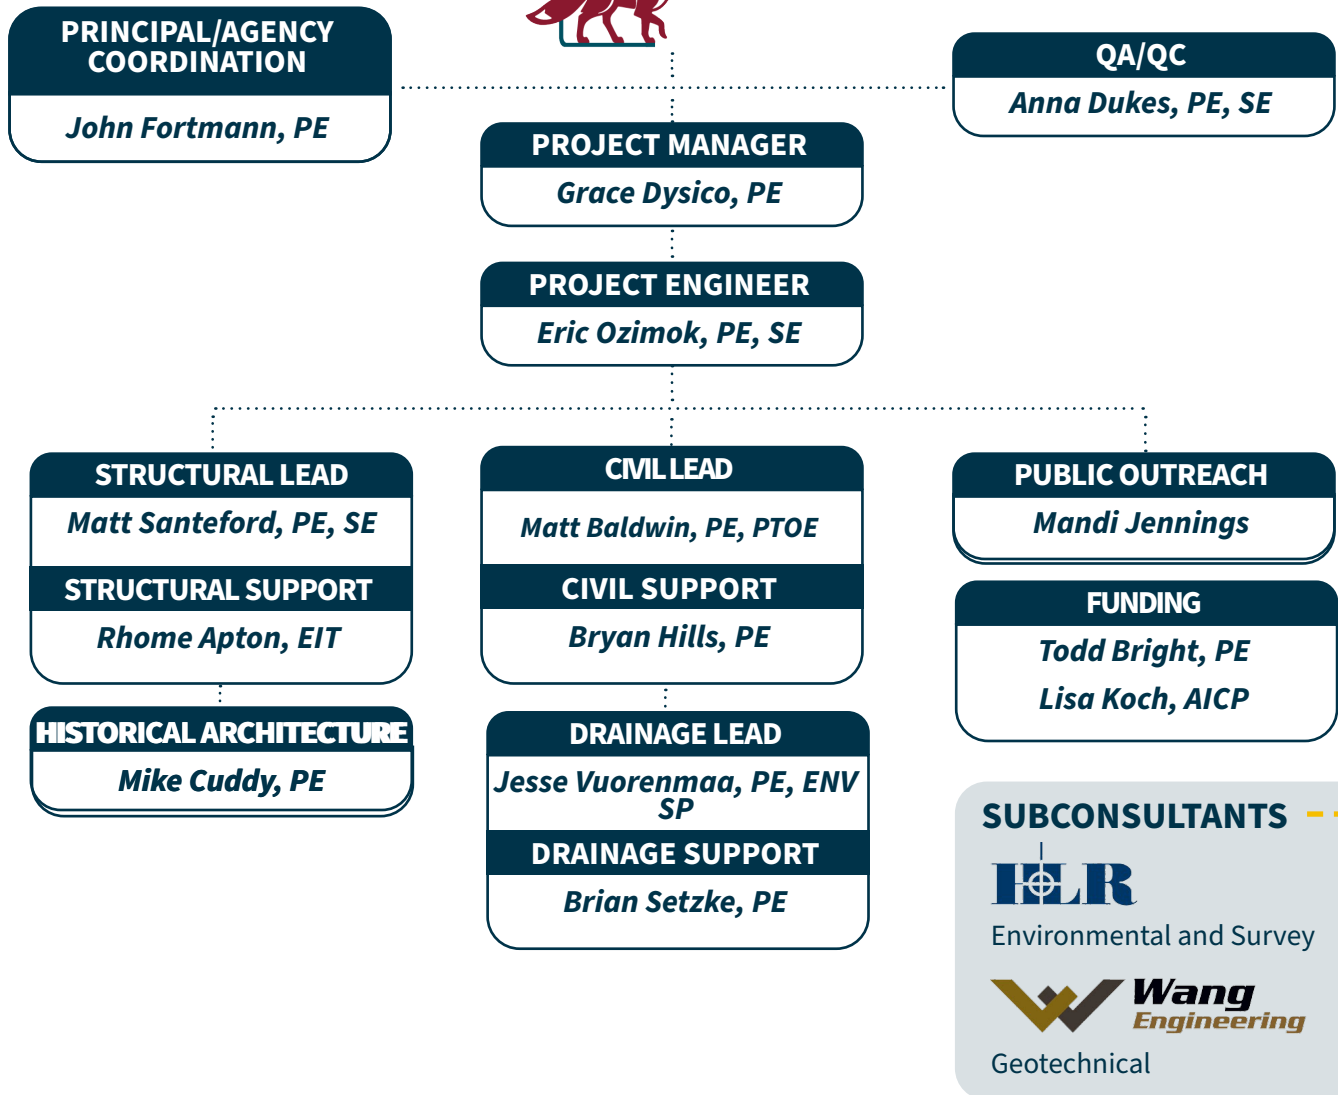 PRINCIPAL/AGENCY
COORDINATION
John Fortmann, PE
QA/QC
Anna Dukes, PE, SE
PROJECT MANAGER
Grace Dysico, PE
PROJECT ENGINEER
Eric Ozimok, PE, SE
STRUCTURAL LEAD
Matt Santeford, PE, SE
STRUCTURAL SUPPORT
Rhome Apton, EIT
HISTORICAL ARCHITECTURE
Mike Cuddy, PE
CIVIL LEAD
Matt Baldwin, PE, PTOE
CIVIL SUPPORT
Bryan Hills, PE
DRAINAGE LEAD
Jesse Vuorenmaa, PE, ENV
SP
DRAINAGE SUPPORT
Brian Setzke, PE
PUBLIC OUTREACH
Mandi Jennings
FUNDING
Todd Bright, PE
Lisa Koch, AICP
SUBCONSULTANTS
HLR
Environmental and Survey
Wang
Engineering
Geotechnical